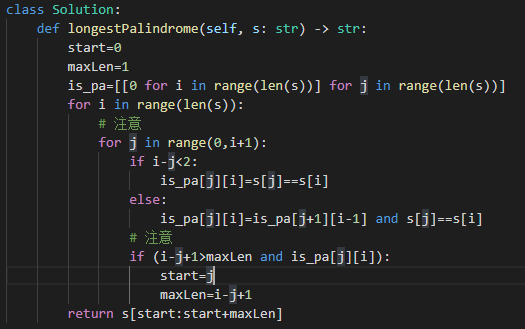 class Solution:
    def longestPalindrome(self, s: str) -> str:
        start=0
        maxLen=1
        is_pa=[[0 for i in range(len(s))] for j in range(len(s))]
        for i in range(len(s)):
            # 注意
            for j in range(0,i+1):
                if i-j<2:
                    is_pa[j][i]=s[j]==s[i]
                else:
                    is_pa[j][i]=is_pa[j+1][i-1] and s[j]==s[i]
                # 注意
                if (i-j+1>maxLen and is_pa[j][i]):
                    start=j
                    maxLen=i-j+1
        return s[start:start+maxLen]